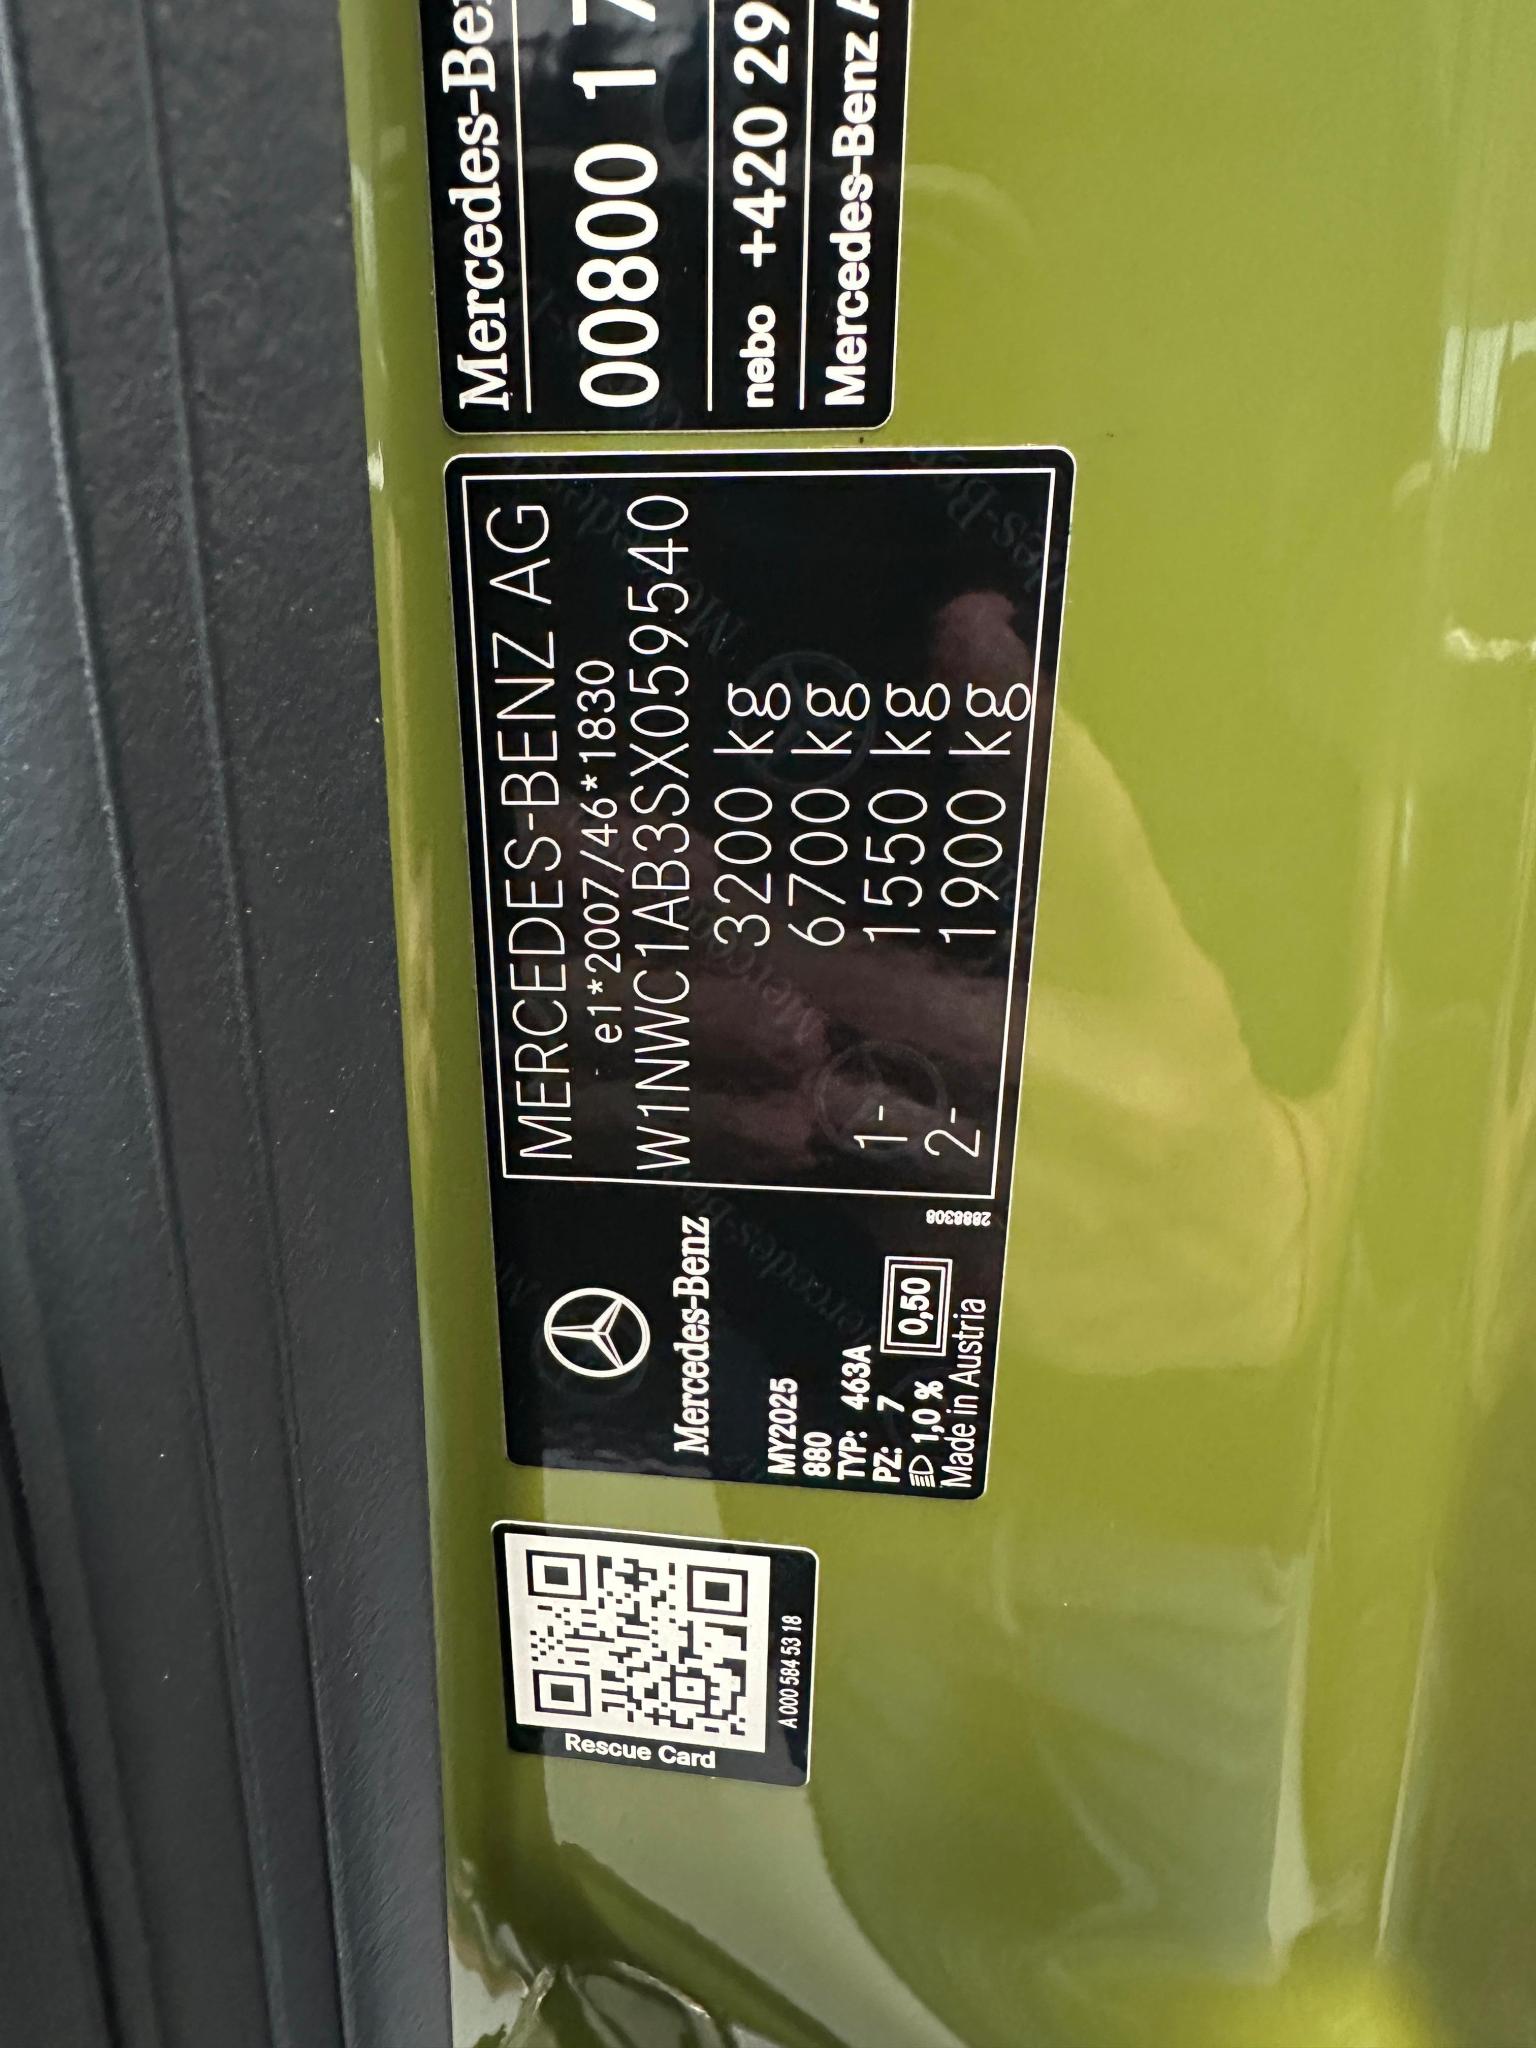 Mercedes-Be
00800 1
nebo +420 29
Mercedes-Benz A
MERCEDES-BENZ AG
e1*2007/46*1830
W1NWC1AB3SX059540
3200 kg
6700 kg
1- 1550 kg
2- 1900 kg
2888308
Mercedes-Benz
MY2025
880
TYP: 463A
PZ: 7
1,0 % 0,50
Made in Austria
Rescue Card
A 000 584 53 18